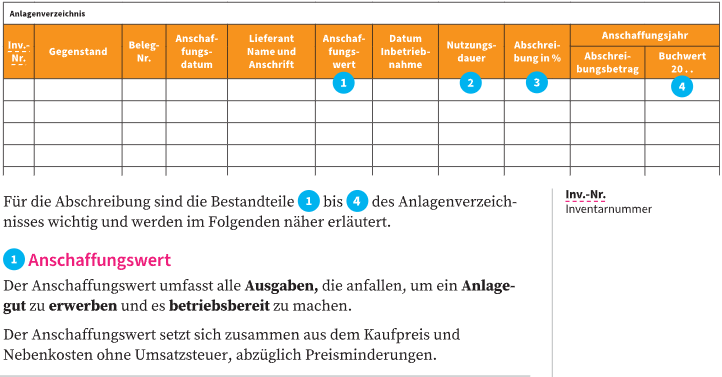 Anlagenverzeichnis
Inv.-
Nr.
Gegenstand
Beleg-
Nr.
Anschaf-
fungs-
datum
Lieferant
Name und
Anschrift
Anschaf-
fungs-
wert
1
Datum
Inbetrieb-
nahme
Nutzungs-
dauer
2
Abschrei-
bung in %
3
Anschaffungsjahr
Abschrei-
bungsbetrag
Buchwert
20 . .
4
Für die Abschreibung sind die Bestandteile 1 bis 4 des Anlagenverzeich-
nisses wichtig und werden im Folgenden näher erläutert.
Inv.-Nr.
Inventarnummer
1 Anschaffungswert
Der Anschaffungswert umfasst alle Ausgaben, die anfallen, um ein Anlage-
gut zu erwerben und es betriebsbereit zu machen.
Der Anschaffungswert setzt sich zusammen aus dem Kaufpreis und
Nebenkosten ohne Umsatzsteuer, abzüglich Preisminderungen.